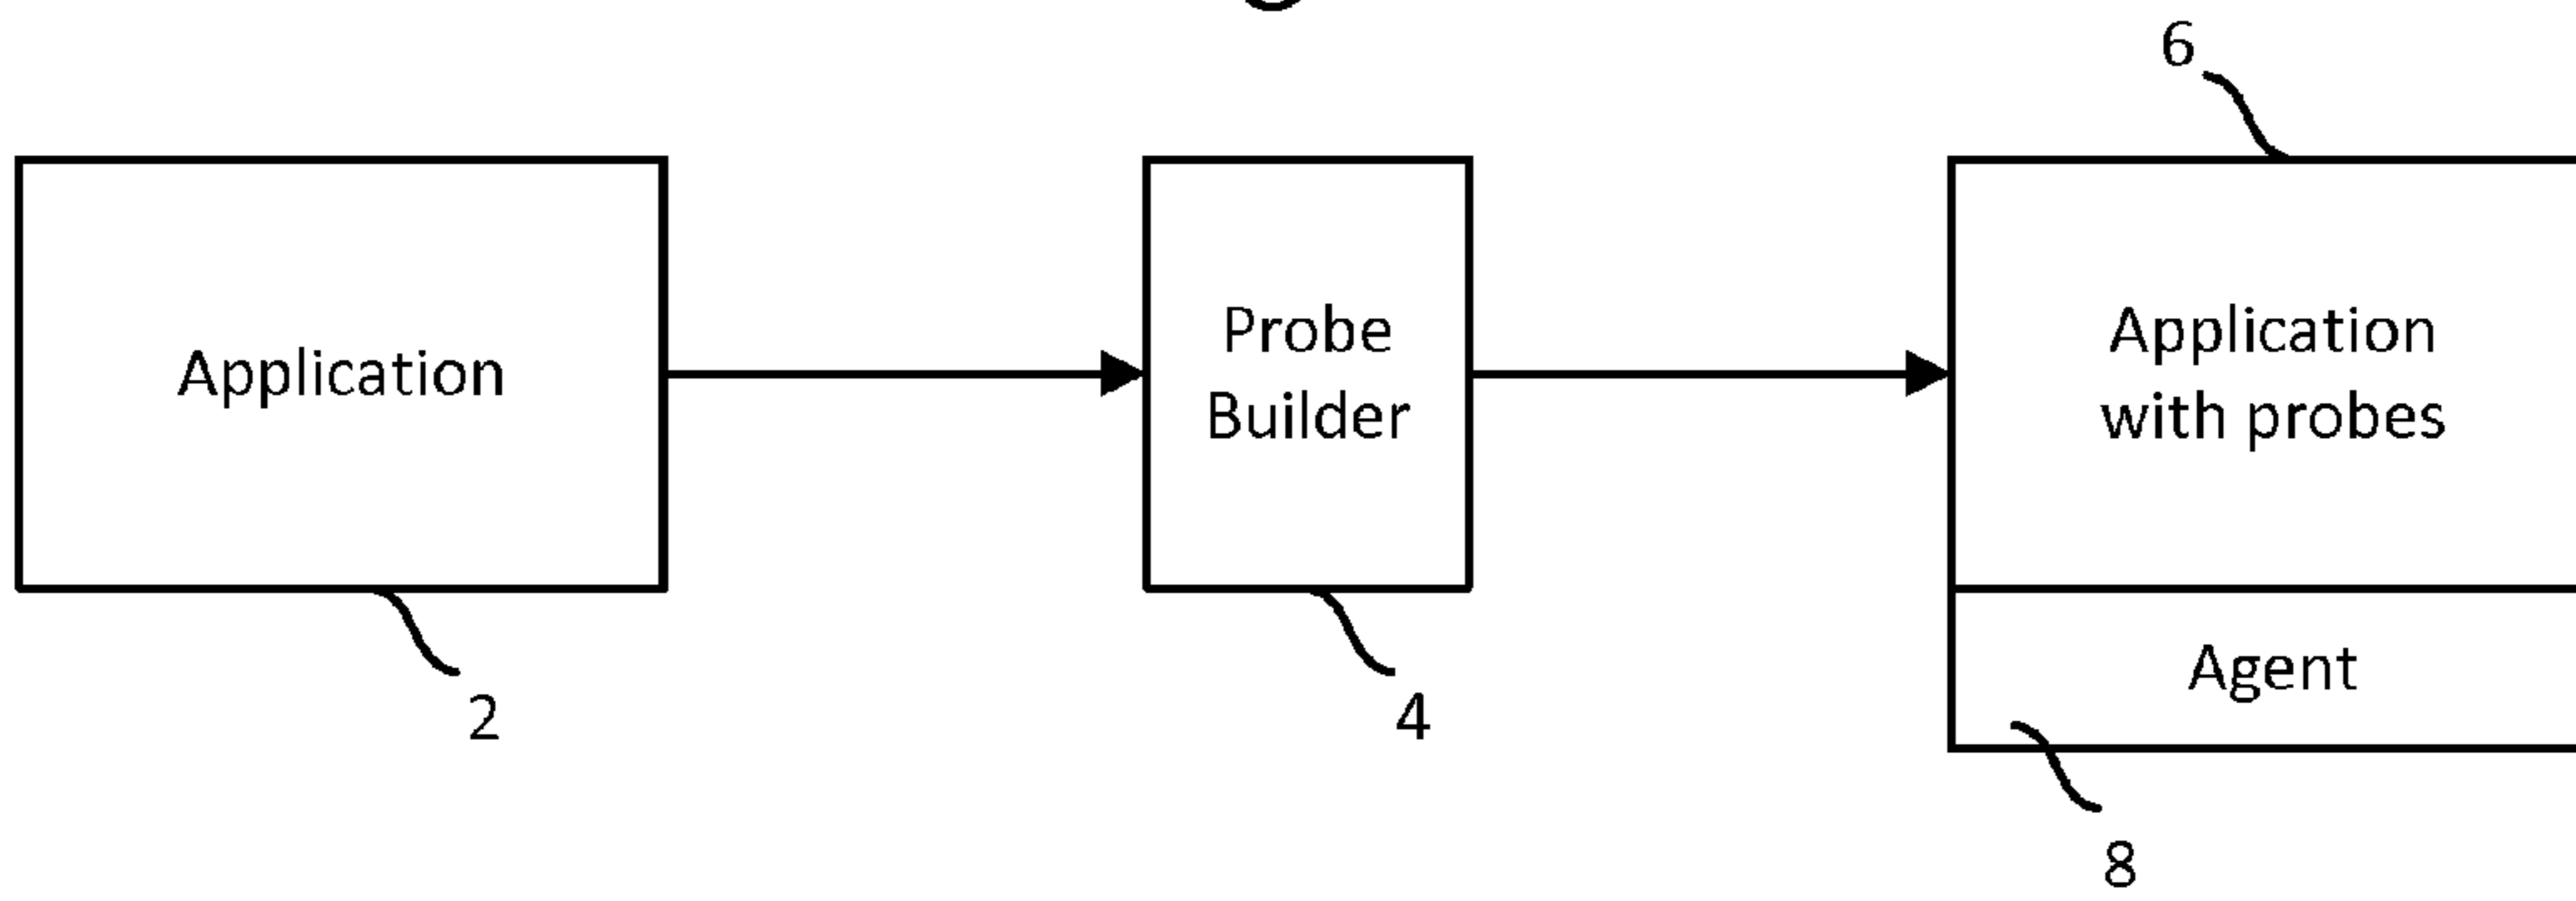 6
Application
Probe
Builder
Application
with probes
Agent
2
4
8